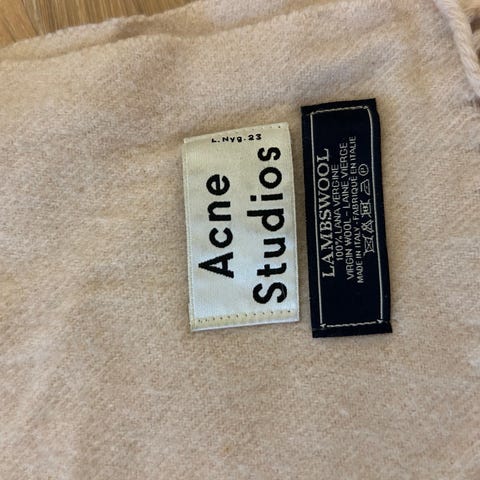 L. Nyg. 23
Acne
Studios
LAMBSWOOL
100% LANA VERGINE
VIRGIN WOOL - LAINE VIERGE
MADE IN ITALY - FABRIQUÉ EN ITALIE